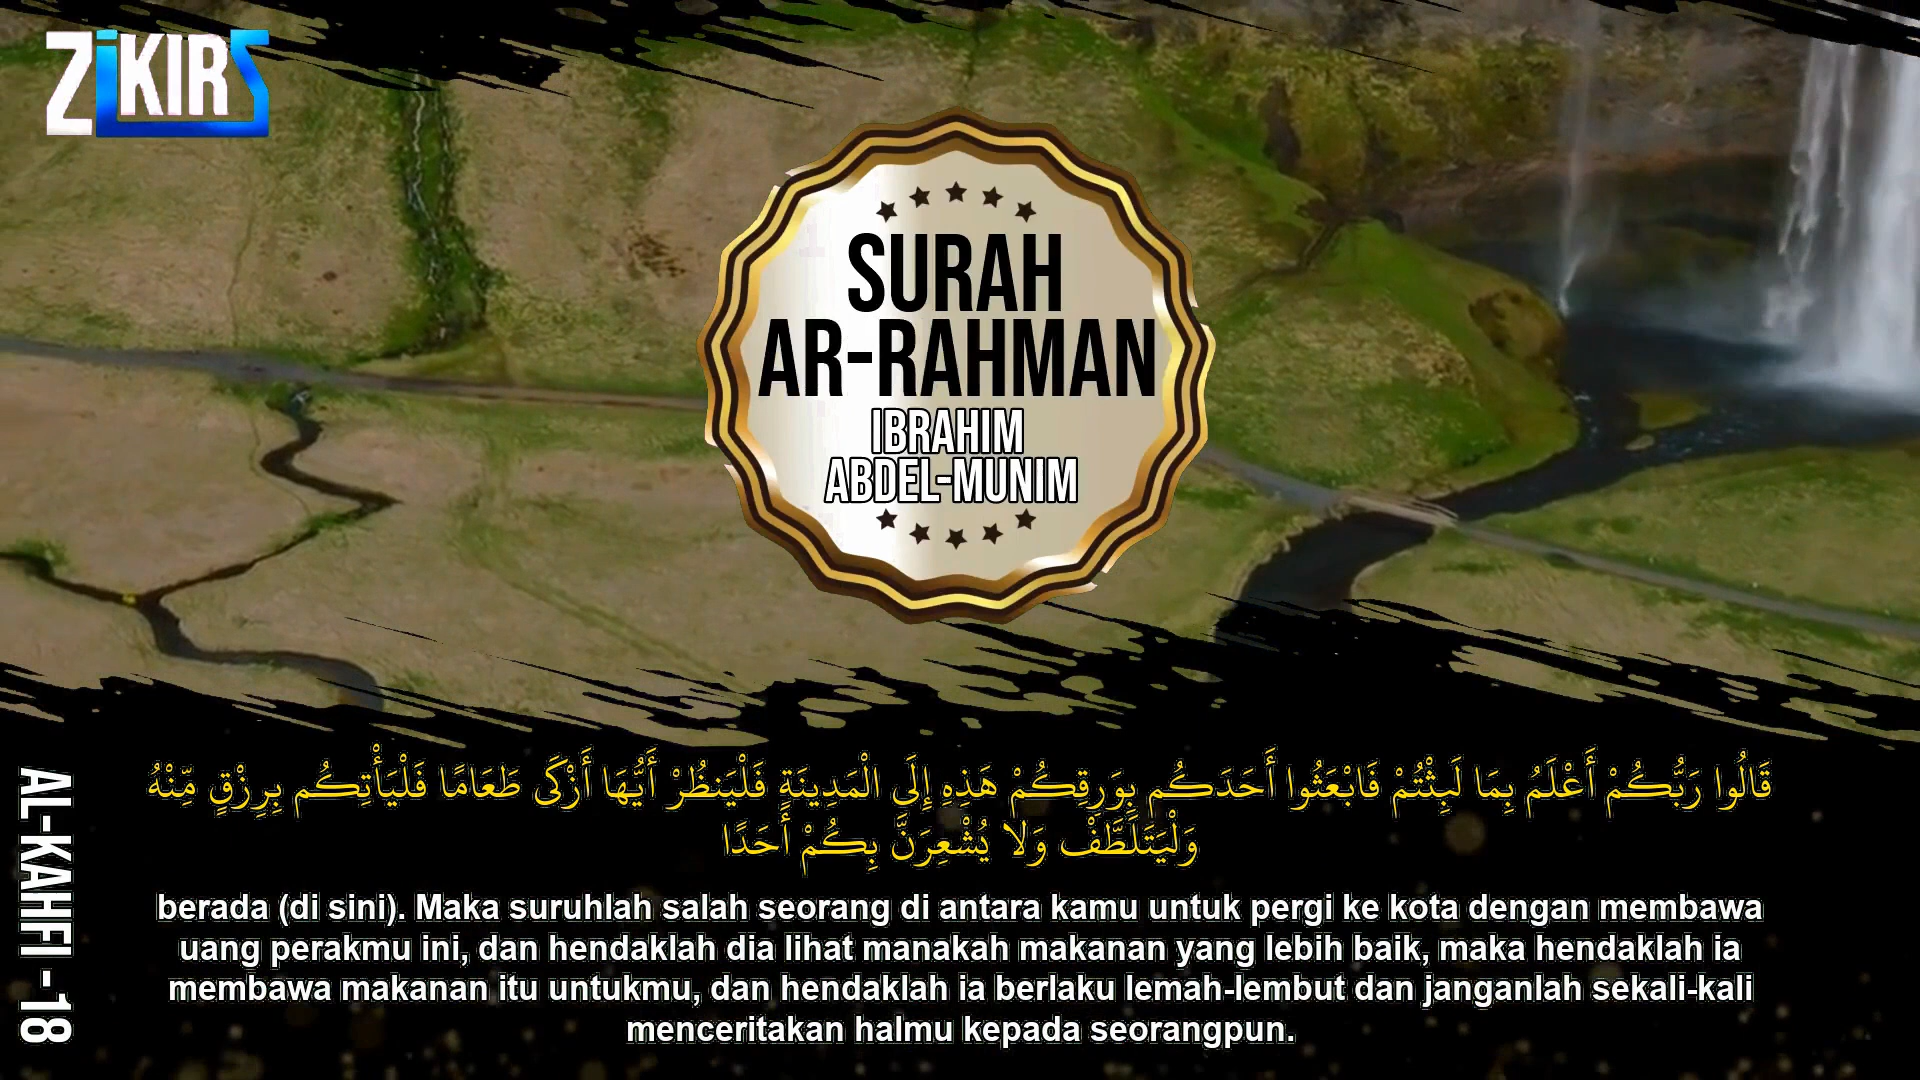 ZIKIRS
SURAH
AR-RAHMAN
IBRAHIM
ABDEL-MUNIM
قَالُوا رَبُّكُمْ أَعْلَمُ بِمَا لَبِثْتُمْ فَابْعَثُوا أَحَدَكُم بِوَرِقِكُمْ هَذِهِ إِلَى الْمَدِينَةِ فَلْيَنظُرْ أَيُّهَا أَزْكَى طَعَامًا فَلْيَأْتِكُم بِرِزْقٍ مِّنْهُ
وَلْيَتَلَطَّفْ وَلا يُشْعِرَنَّ بِكُمْ أَحَدًا
berada (di sini). Maka suruhlah salah seorang di antara kamu untuk pergi ke kota dengan membawa
uang perakmu ini, dan hendaklah dia lihat manakah makanan yang lebih baik, maka hendaklah ia
membawa makanan itu untukmu, dan hendaklah ia berlaku lemah-lembut dan janganlah sekali-kali
menceritakan halmu kepada seorangpun.
AL-KAHFI - 18